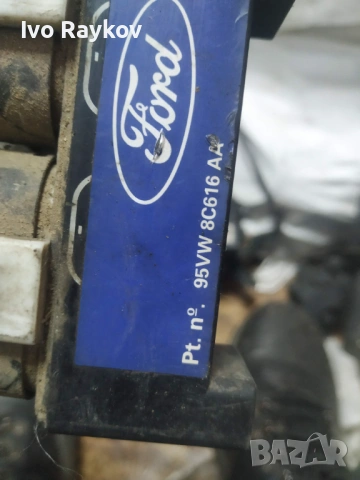 Ivo Raykov
Ford
Pt. nº. 95VW 8C616 AA
BAZAR